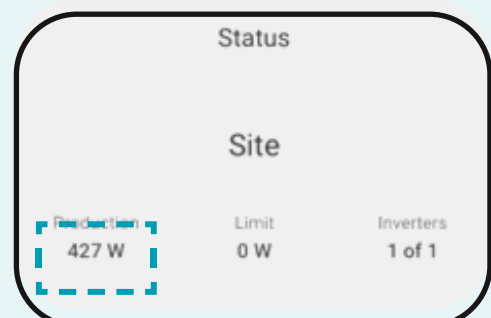 Status
Site
Production Limit Inverters
427 W 0 W 1 of 1